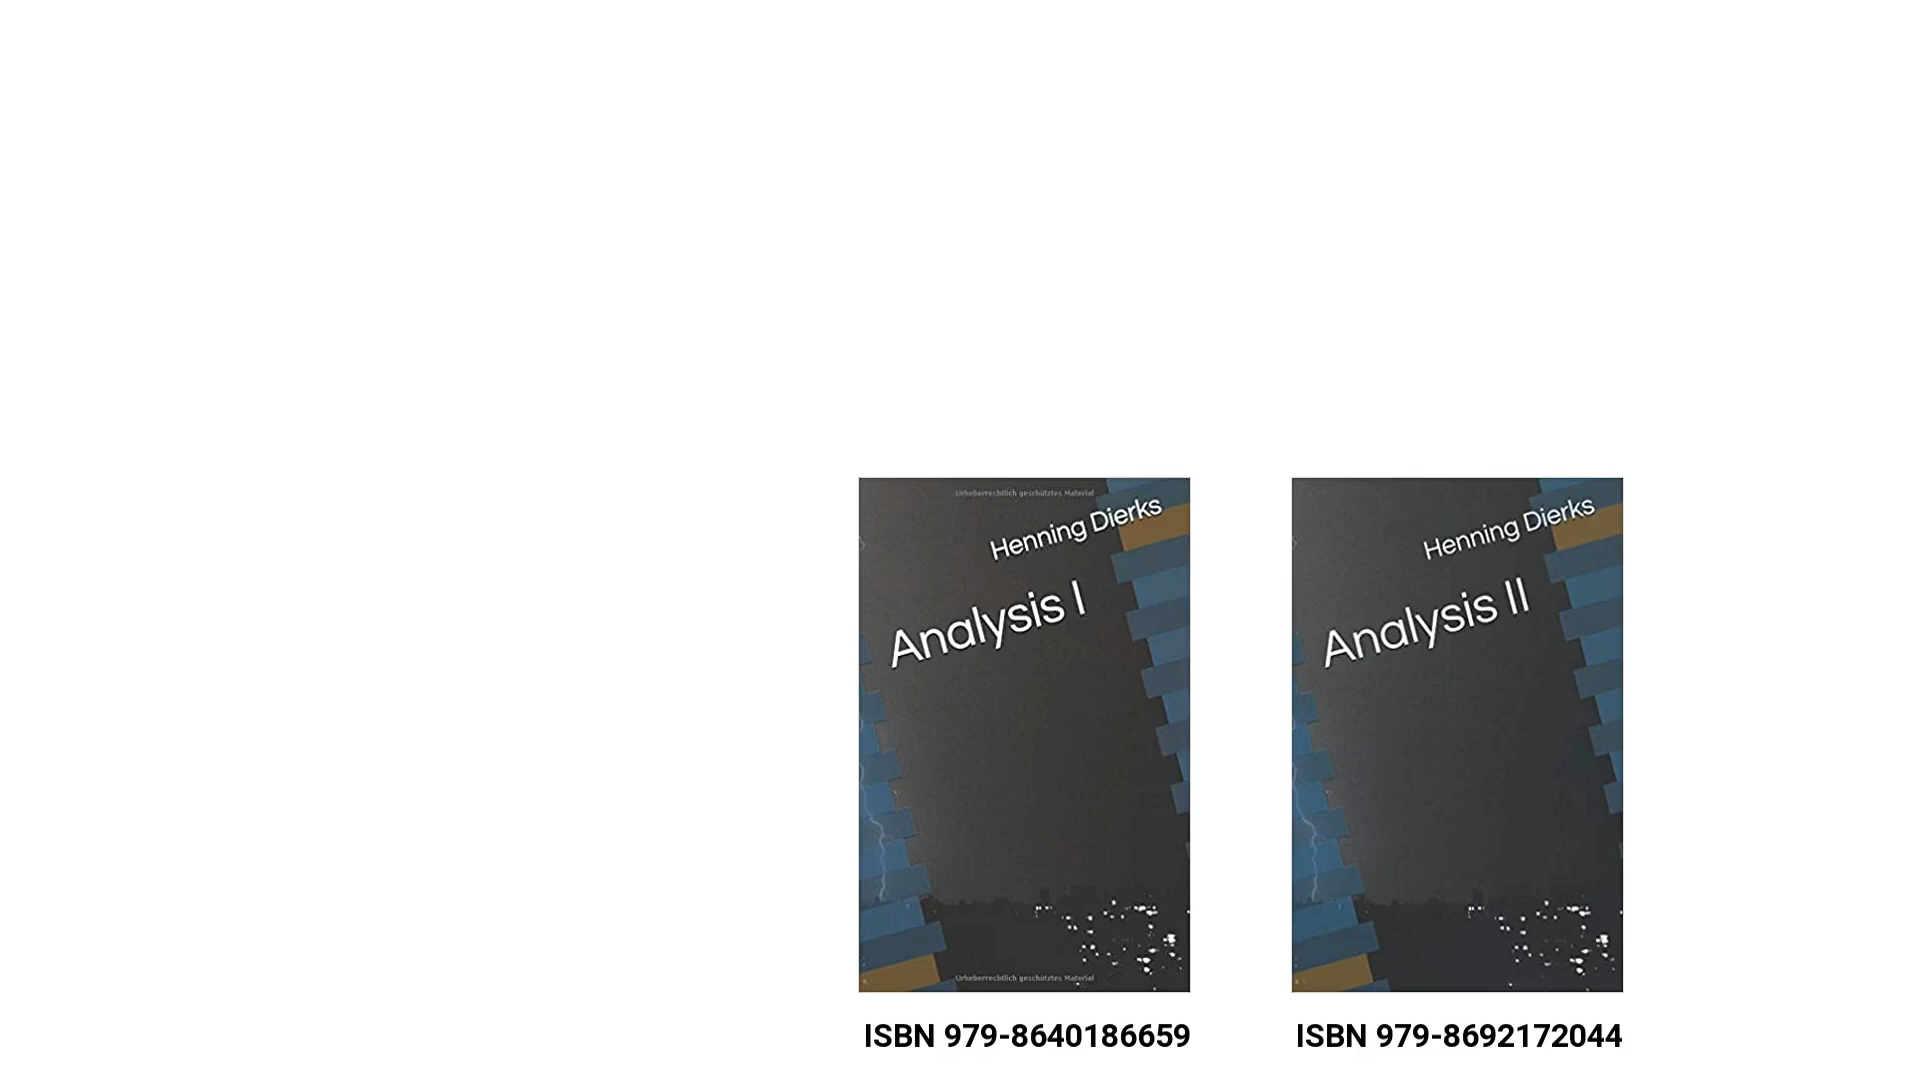 Urheberrechtlich geschütztes Material
Henning Dierks
Analysis I
Urheberrechtlich geschütztes Material
ISBN 979-8640186659
Henning Dierks
Analysis II
ISBN 979-8692172044